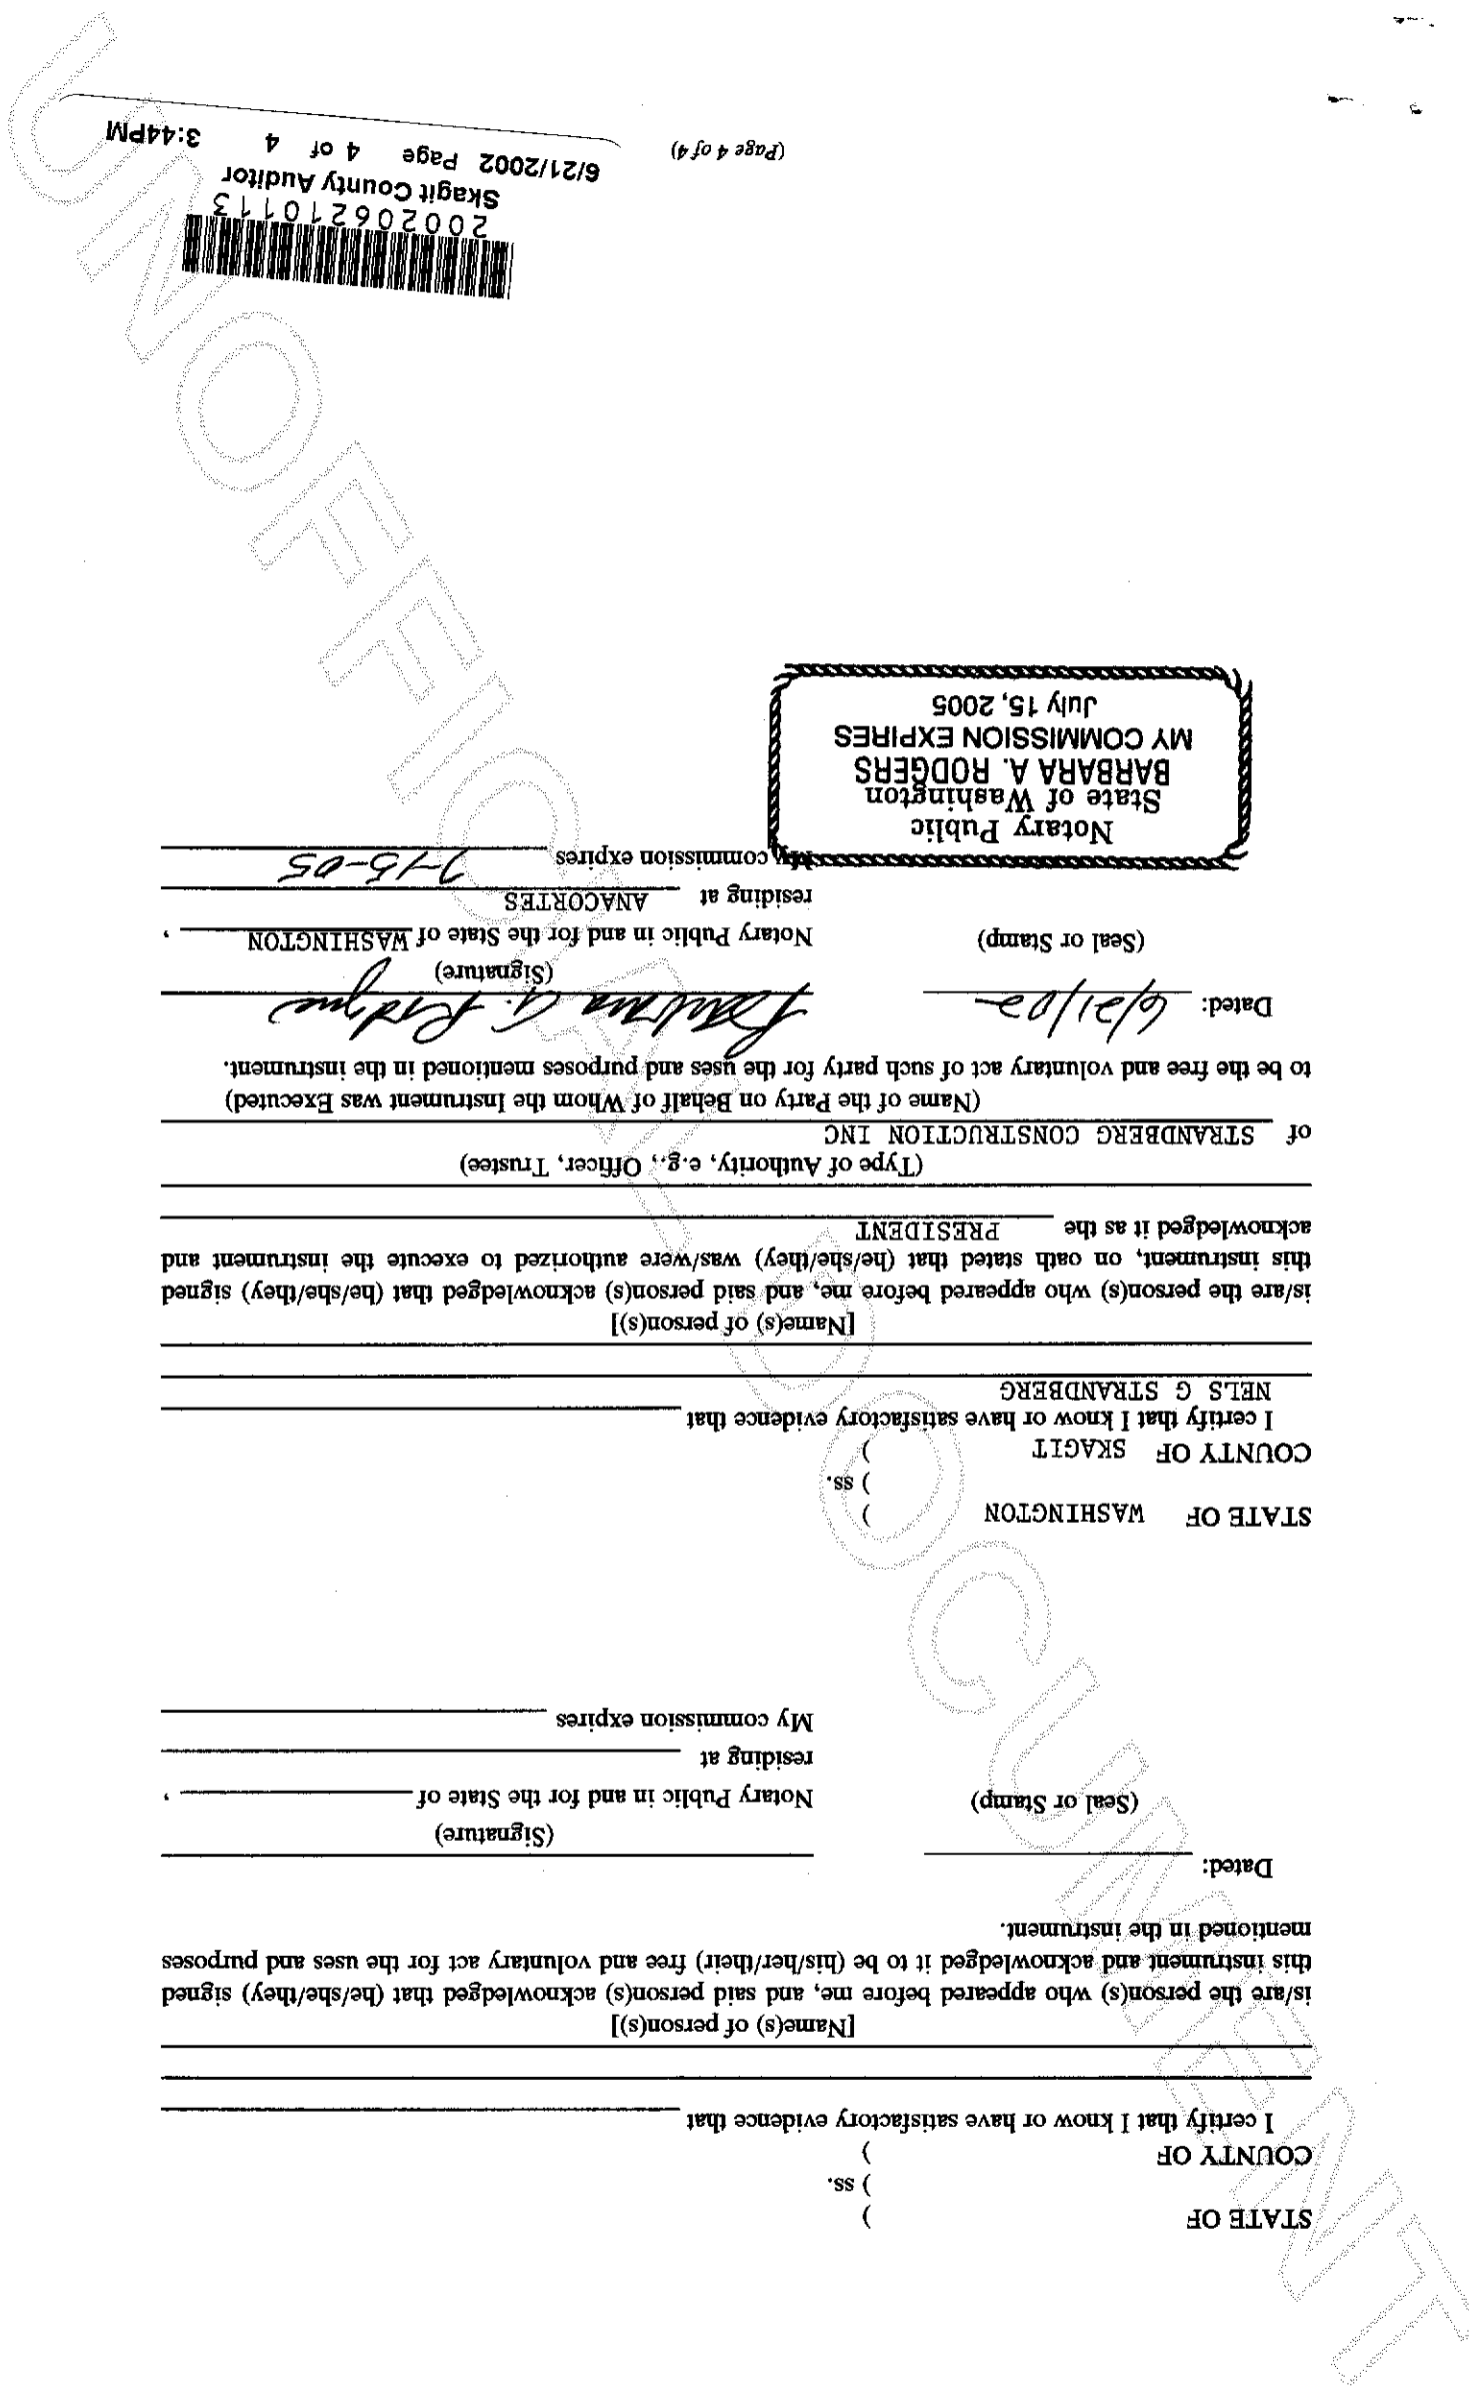 STATE OF )
) ss.
COUNTY OF )
I certify that I know or have satisfactory evidence that
[Name(s) of person(s)]
is/are the person(s) who appeared before me, and said person(s) acknowledged that (he/she/they) signed
this instrument and acknowledged it to be (his/her/their) free and voluntary act for the uses and purposes
mentioned in the instrument.
Dated:
(Signature)
(Seal or Stamp) Notary Public in and for the State of ,
residing at
My commission expires
STATE OF WASHINGTON )
) ss.
COUNTY OF SKAGIT )
I certify that I know or have satisfactory evidence that
NELS G STRANDBERG
[Name(s) of person(s)]
is/are the person(s) who appeared before me, and said person(s) acknowledged that (he/she/they) signed
this instrument, on oath stated that (he/she/they) was/were authorized to execute the instrument and
acknowledged it as the PRESIDENT
(Type of Authority, e.g., Officer, Trustee)
of STRANDBERG CONSTRUCTION INC
(Name of the Party on Behalf of Whom the Instrument was Executed)
to be the free and voluntary act of such party for the uses and purposes mentioned in the instrument.
Dated: 6/21/02 Barbara A. Rodgers
(Signature)
(Seal or Stamp) Notary Public in and for the State of WASHINGTON ,
residing at ANACORTES
My commission expires 7-15-05
Notary Public
State of Washington
BARBARA A. RODGERS
MY COMMISSION EXPIRES
July 15, 2005
200206210113
Skagit County Auditor
6/21/2002 Page 4 of 4 3:44PM
(Page 4 of 4)
UNOFFICIAL DOCUMENT